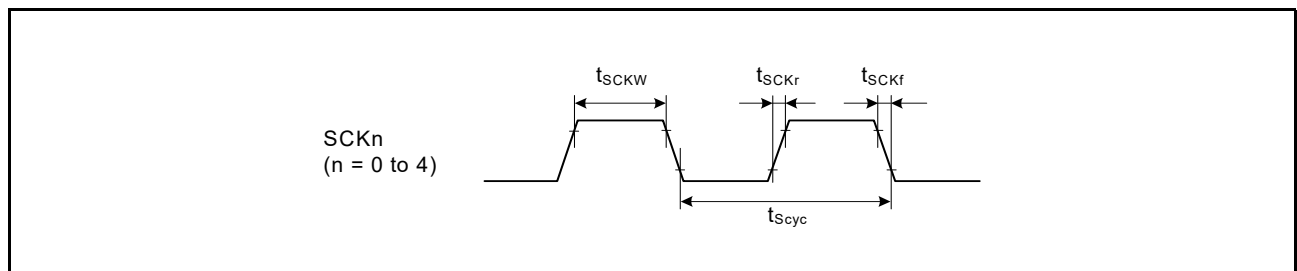 tSCKW
tSCKr
tSCKf
SCKn
(n = 0 to 4)
tScyc